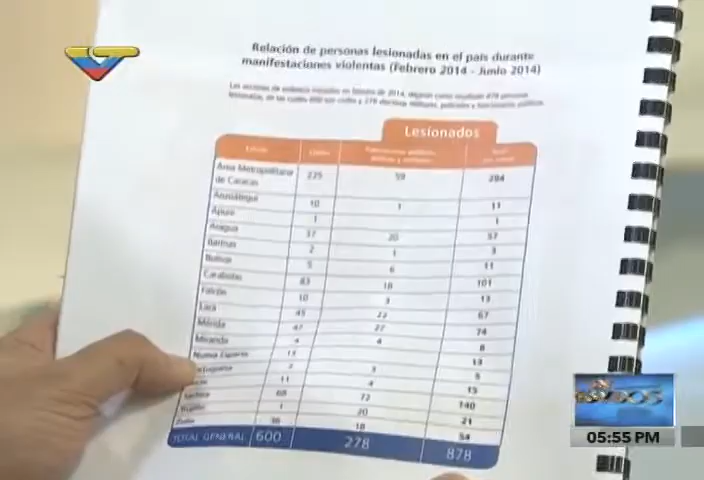 Relación de personas lesionadas en el país durante
manifestaciones violentas (Febrero 2014 - Junio 2014)
Lesionados
Área Metropolitana de Caracas 225 59 284
Anzoátegui 10 1 11
Apure 1 1
Aragua 37 20 57
Barinas 2 1 3
Bolívar 5 6 11
Carabobo 83 18 101
Falcón 10 3 13
Lara 45 22 67
Mérida 47 27 74
Miranda 4 4 8
Nueva Esparta 13 13
2 3 5
11 4 15
Táchira 68 72 140
Trujillo 1 20 21
Zulia 36 18 54
TOTAL GENERAL 600 278 878
05:55 PM